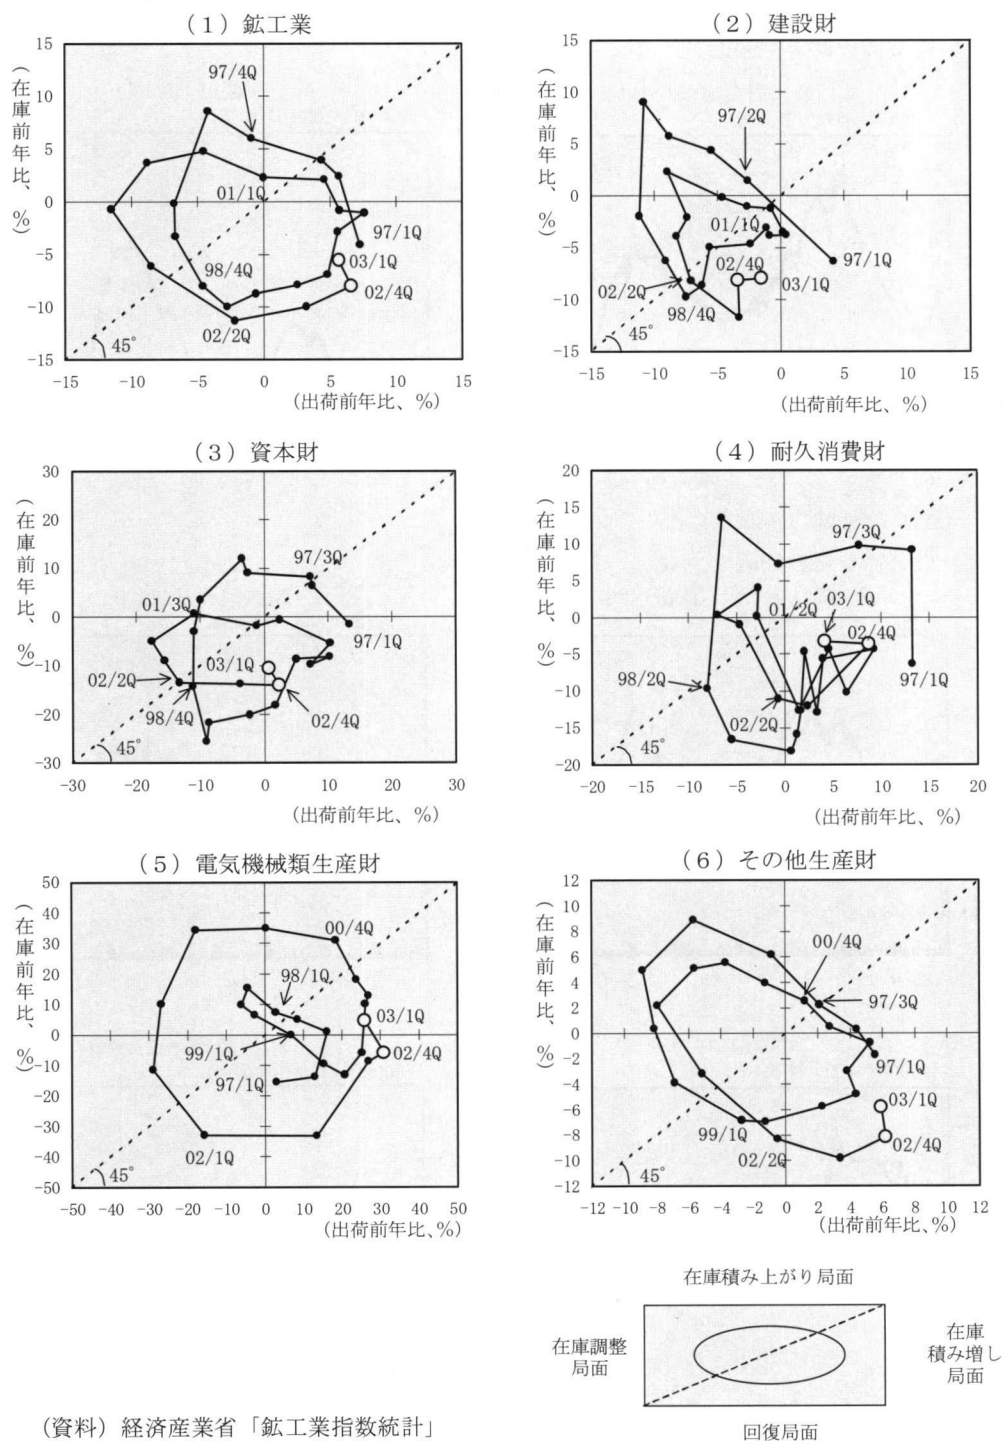 (1) 鉱工業
(在庫前年比、%)
15
10
5
0
-5
-10
-15
97/4Q
01/1Q
97/1Q
03/1Q
98/4Q
02/4Q
02/2Q
45°
-15 -10 -5 0 5 10 15
(出荷前年比、%)
(2) 建設財
(在庫前年比、%)
15
10
5
0
-5
-10
-15
97/2Q
01/1Q
97/1Q
02/4Q
03/1Q
02/2Q
98/4Q
45°
-15 -10 -5 0 5 10 15
(出荷前年比、%)
(3) 資本財
(在庫前年比、%)
30
20
10
0
-10
-20
-30
97/3Q
01/3Q
97/1Q
03/1Q
02/2Q
98/4Q
02/4Q
45°
-30 -20 -10 0 10 20 30
(出荷前年比、%)
(4) 耐久消費財
(在庫前年比、%)
20
15
10
5
0
-5
-10
-15
-20
97/3Q
01/2Q
03/1Q
02/4Q
98/2Q
97/1Q
02/2Q
45°
-20 -15 -10 -5 0 5 10 15 20
(出荷前年比、%)
(5) 電気機械類生産財
(在庫前年比、%)
50
40
30
20
10
0
-10
-20
-30
-40
-50
00/4Q
98/1Q
03/1Q
99/1Q
02/4Q
97/1Q
02/1Q
45°
-50 -40 -30 -20 -10 0 10 20 30 40 50
(出荷前年比、%)
(6) その他生産財
(在庫前年比、%)
12
10
8
6
4
2
0
-2
-4
-6
-8
-10
-12
00/4Q
97/3Q
97/1Q
03/1Q
99/1Q
02/4Q
02/2Q
45°
-12 -10 -8 -6 -4 -2 0 2 4 6 8 10 12
(出荷前年比、%)
在庫積み上がり局面
在庫調整
局面
在庫
積み増し
局面
回復局面
(資料) 経済産業省「鉱工業指数統計」